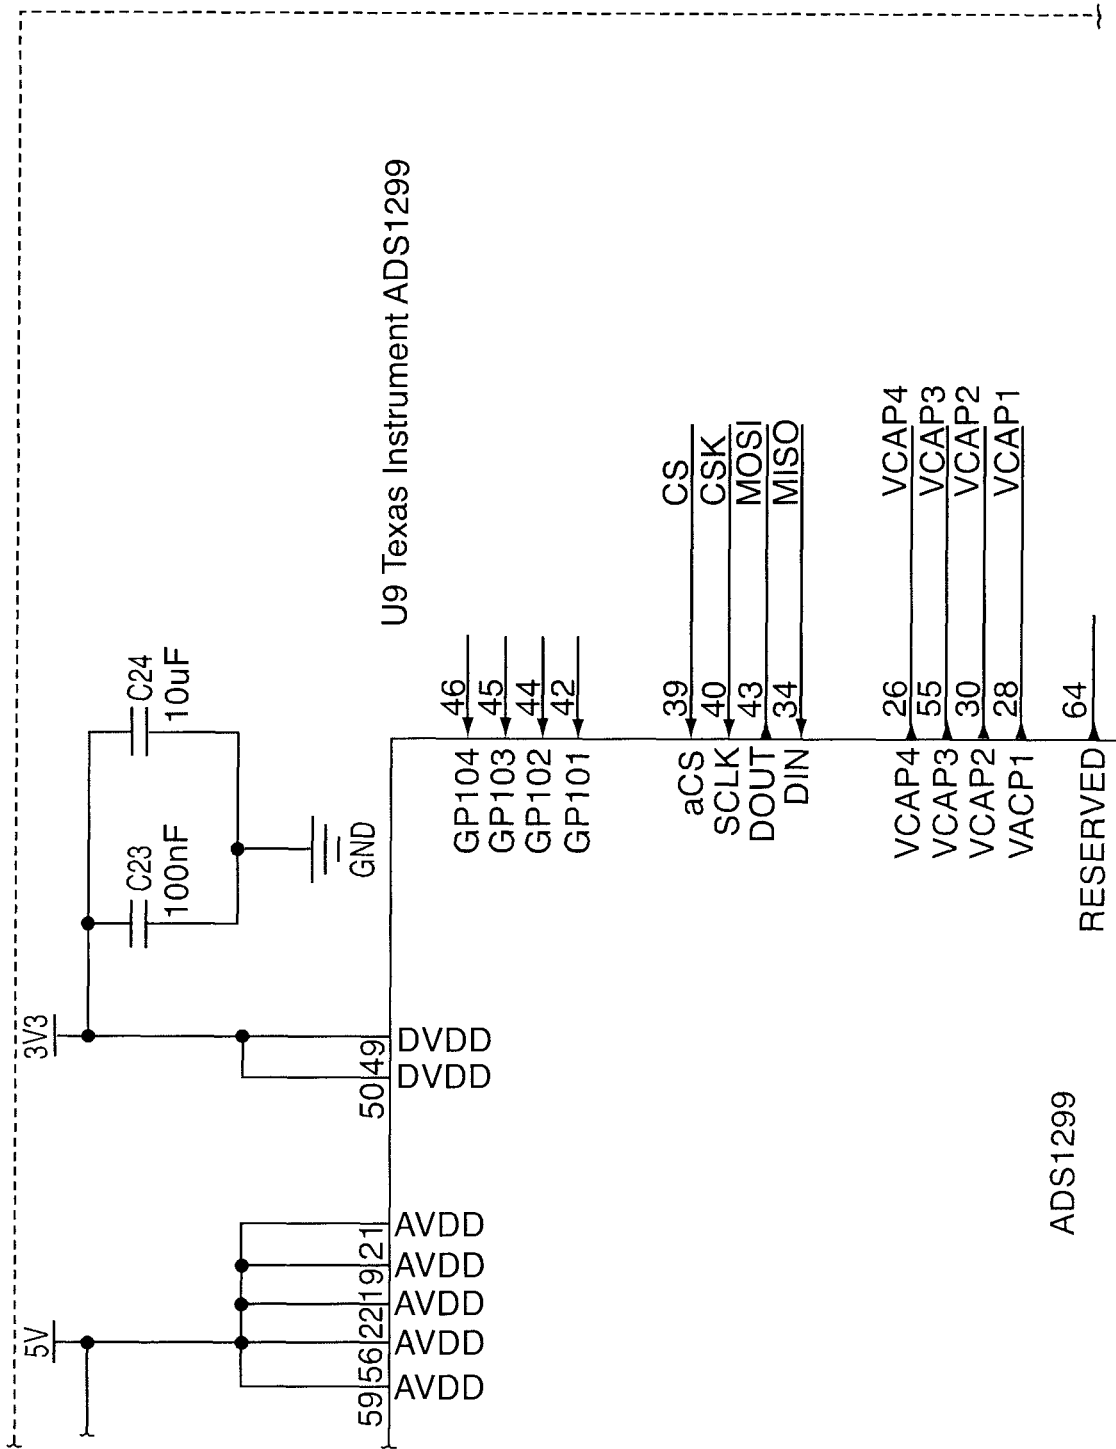 3V3
C23
100nF
C24
10uF
GND
5V
59
56
22
19
21
50
49
AVDD
AVDD
AVDD
AVDD
AVDD
DVDD
DVDD
U9 Texas Instrument ADS1299
GP104
46
GP103
45
GP102
44
GP101
42
aCS
39
CS
SCLK
40
CSK
DOUT
43
MOSI
DIN
34
MISO
VCAP4
26
VCAP4
VCAP3
55
VCAP3
VCAP2
30
VCAP2
VACP1
28
VCAP1
RESERVED
64
ADS1299